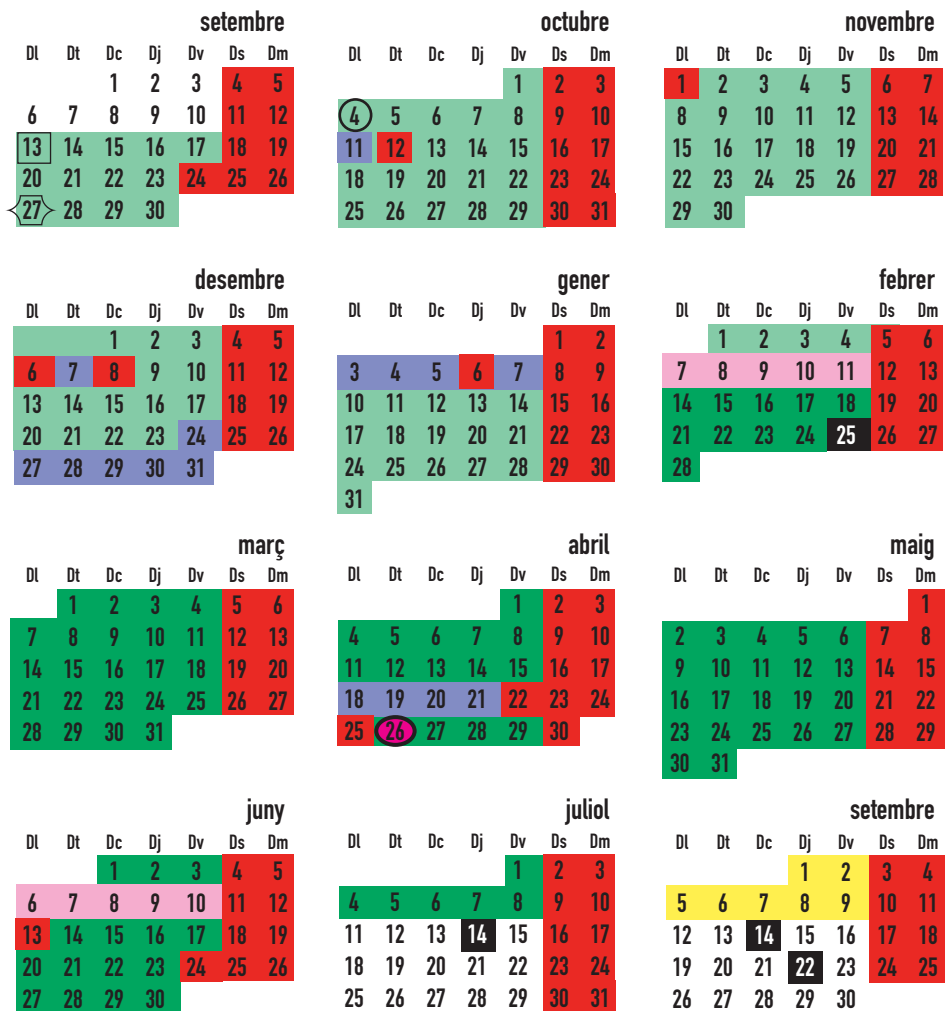 setembre
Dl Dt Dc Dj Dv Ds Dm
1 2 3 4 5
6 7 8 9 10 11 12
13 14 15 16 17 18 19
20 21 22 23 24 25 26
27 28 29 30
octubre
Dl Dt Dc Dj Dv Ds Dm
1 2 3
4 5 6 7 8 9 10
11 12 13 14 15 16 17
18 19 20 21 22 23 24
25 26 27 28 29 30 31
novembre
Dl Dt Dc Dj Dv Ds Dm
1 2 3 4 5 6 7
8 9 10 11 12 13 14
15 16 17 18 19 20 21
22 23 24 25 26 27 28
29 30
desembre
Dl Dt Dc Dj Dv Ds Dm
1 2 3 4 5
6 7 8 9 10 11 12
13 14 15 16 17 18 19
20 21 22 23 24 25 26
27 28 29 30 31
gener
Dl Dt Dc Dj Dv Ds Dm
1 2
3 4 5 6 7 8 9
10 11 12 13 14 15 16
17 18 19 20 21 22 23
24 25 26 27 28 29 30
31
febrer
Dl Dt Dc Dj Dv Ds Dm
1 2 3 4 5 6
7 8 9 10 11 12 13
14 15 16 17 18 19 20
21 22 23 24 25 26 27
28
març
Dl Dt Dc Dj Dv Ds Dm
1 2 3 4 5 6
7 8 9 10 11 12 13
14 15 16 17 18 19 20
21 22 23 24 25 26 27
28 29 30 31
abril
Dl Dt Dc Dj Dv Ds Dm
1 2 3
4 5 6 7 8 9 10
11 12 13 14 15 16 17
18 19 20 21 22 23 24
25 26 27 28 29 30
maig
Dl Dt Dc Dj Dv Ds Dm
1
2 3 4 5 6 7 8
9 10 11 12 13 14 15
16 17 18 19 20 21 22
23 24 25 26 27 28 29
30 31
juny
Dl Dt Dc Dj Dv Ds Dm
1 2 3 4 5
6 7 8 9 10 11 12
13 14 15 16 17 18 19
20 21 22 23 24 25 26
27 28 29 30
juliol
Dl Dt Dc Dj Dv Ds Dm
1 2 3
4 5 6 7 8 9 10
11 12 13 14 15 16 17
18 19 20 21 22 23 24
25 26 27 28 29 30 31
setembre
Dl Dt Dc Dj Dv Ds Dm
1 2 3 4
5 6 7 8 9 10 11
12 13 14 15 16 17 18
19 20 21 22 23 24 25
26 27 28 29 30